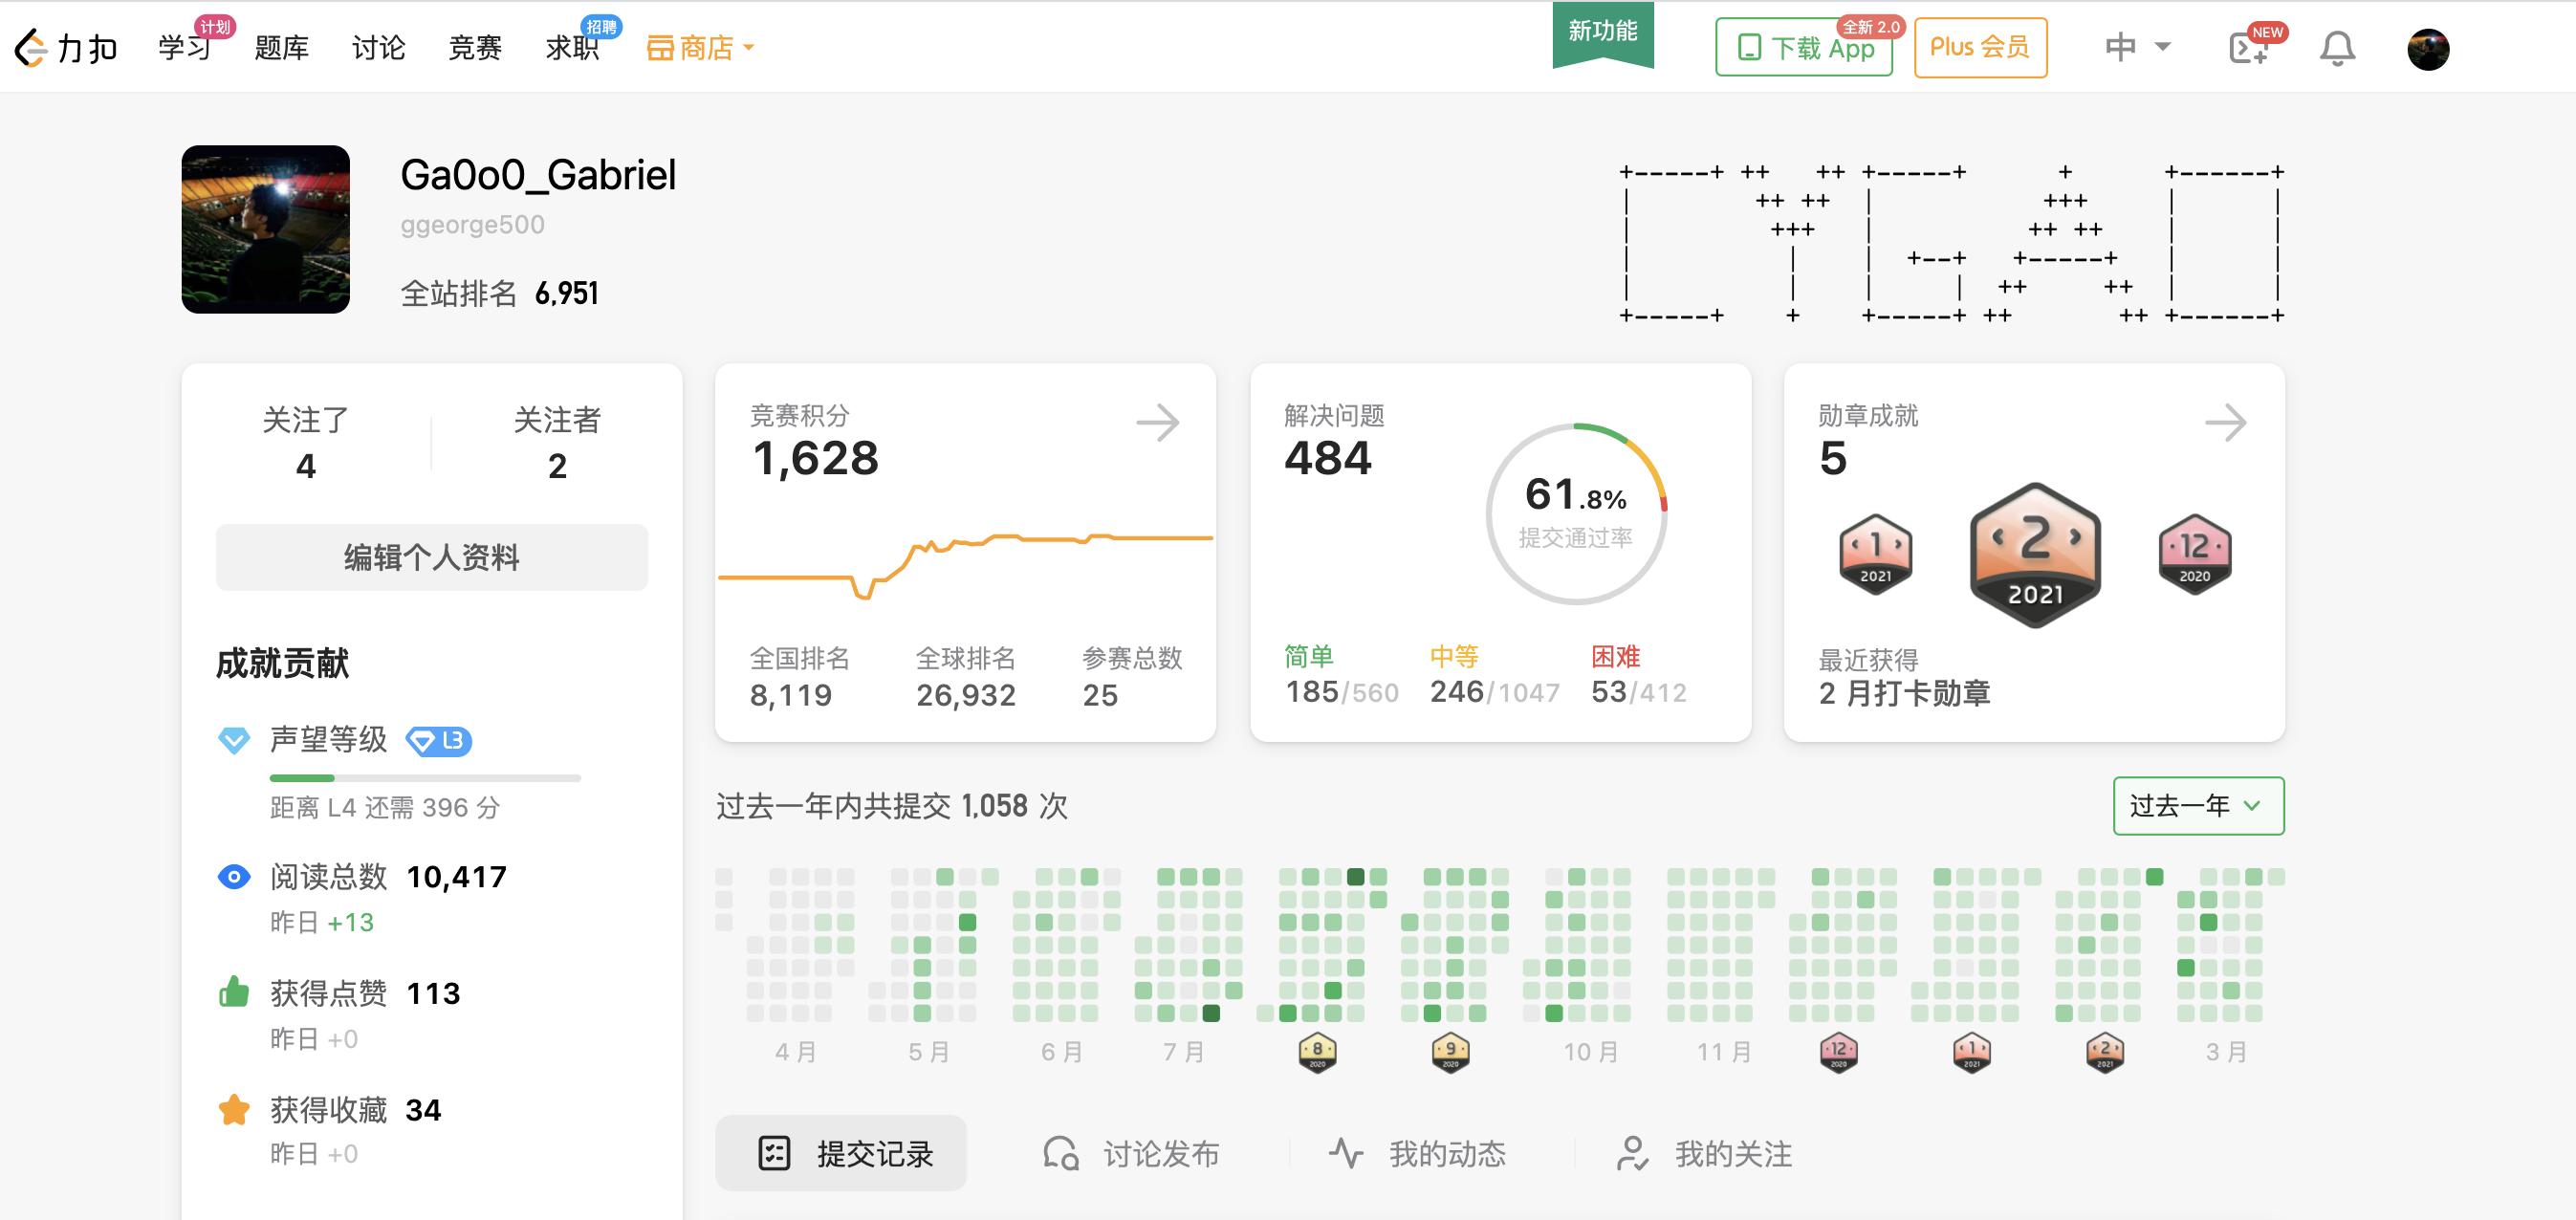 力扣 学习 计划 题库 讨论 竞赛 求职 招聘 商店 新功能 下载 App 全新 2.0 Plus 会员 中 NEW
Ga0o0_Gabriel
ggeorge500
全站排名 6,951
+-----+ ++   ++ +-----+      +      +------+
|        ++ ++  |           +++     |      |
|         +++   |          ++ ++    |      |
|          |    |  +--+   +-----+   |      |
|          |    |     |  ++     ++  |      |
+-----+    +    +-----+ ++       ++ +------+
关注了 关注者
4 2
编辑个人资料
成就贡献
声望等级 L3
距离 L4 还需 396 分
阅读总数 10,417
昨日 +13
获得点赞 113
昨日 +0
获得收藏 34
昨日 +0
竞赛积分
1,628
全国排名 全球排名 参赛总数
8,119 26,932 25
解决问题
484
61.8%
提交通过率
简单 中等 困难
185/560 246/1047 53/412
勋章成就
5
1 2 12
2021 2021 2020
最近获得
2 月打卡勋章
过去一年内共提交 1,058 次
过去一年
4 月 5 月 6 月 7 月 8 9 10 月 11 月 12 1 2 3 月
2020 2020 2020 2021 2021
提交记录 讨论发布 我的动态 我的关注